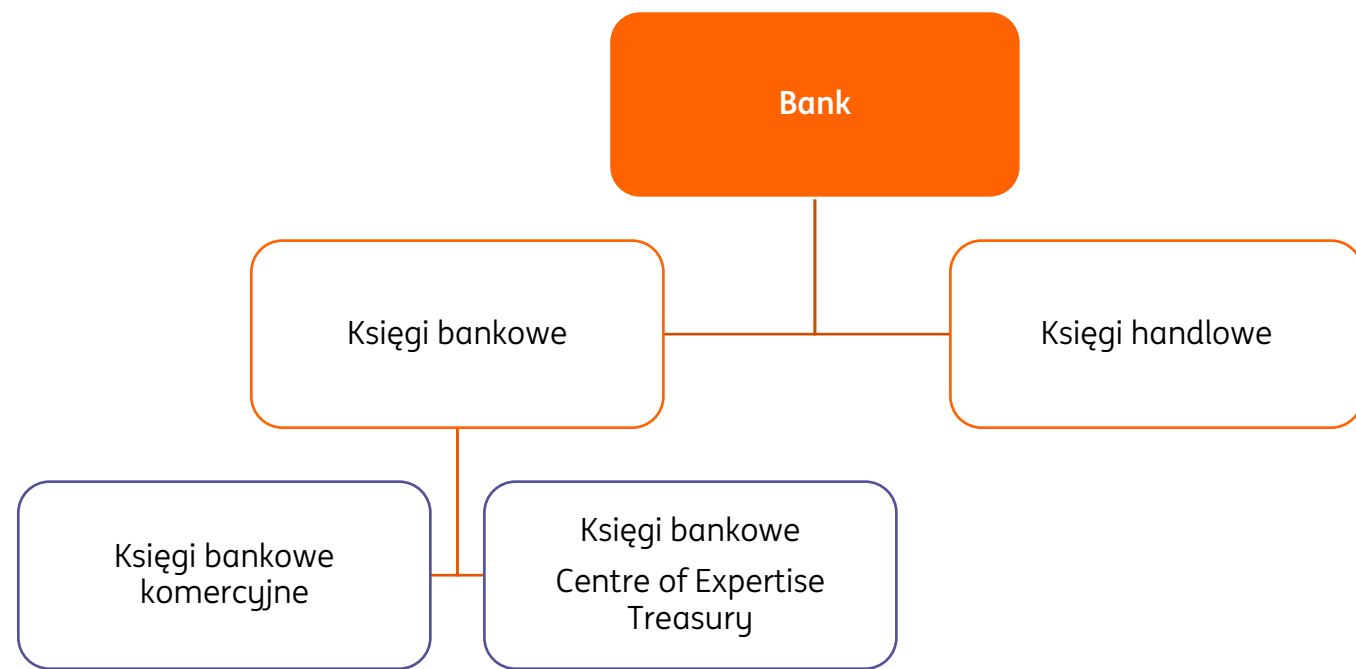 Bank
Księgi bankowe
Księgi handlowe
Księgi bankowe
komercyjne
Księgi bankowe
Centre of Expertise
Treasury